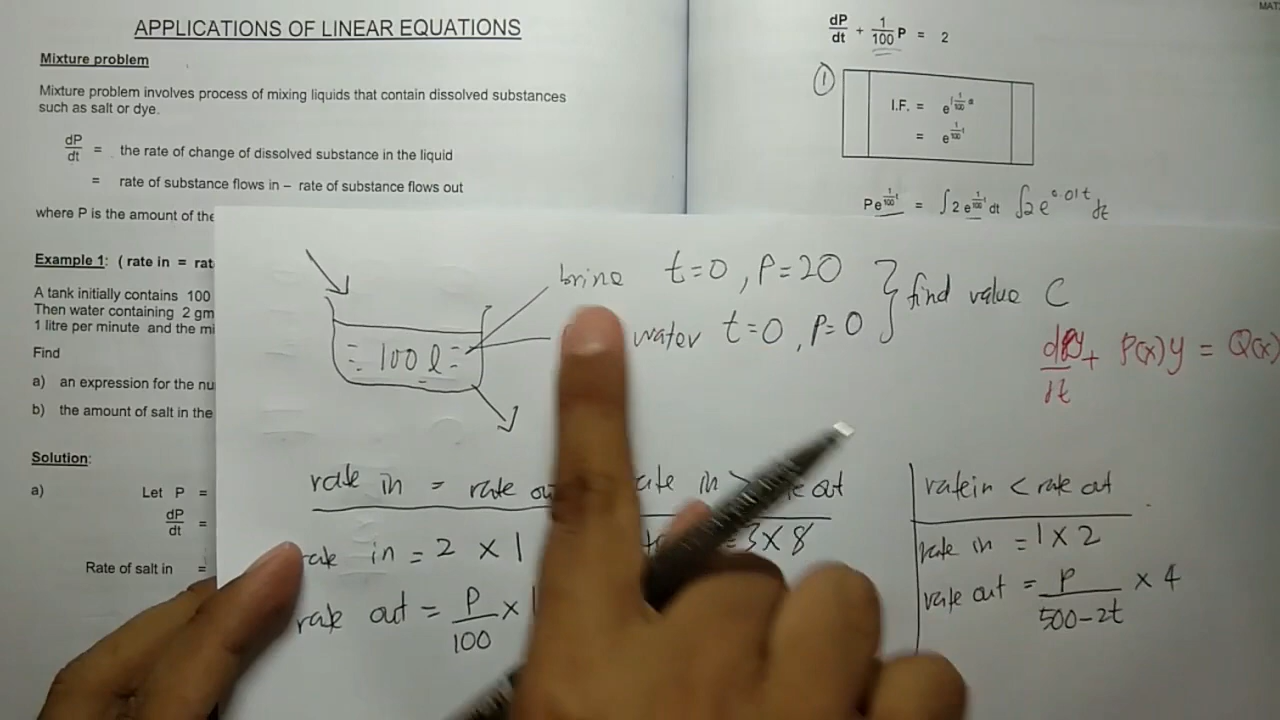 APPLICATIONS OF LINEAR EQUATIONS
Mixture problem
Mixture problem involves process of mixing liquids that contain dissolved substances
such as salt or dye.
dP/dt = the rate of change of dissolved substance in the liquid
= rate of substance flows in – rate of substance flows out
where P is the amount of the
Example 1: ( rate in = rat
A tank initially contains 100
Then water containing 2 gm
1 litre per minute and the mi
Find
a) an expression for the nu
b) the amount of salt in the
Solution:
a) Let P =
dP/dt =
Rate of salt in =
MAT
dP/dt + 1/100 P = 2
1
I.F. =
= e^(1/100 t)
Pe^(1/100 t) = ∫ 2 e^(1/100 t) dt ∫2 e^0.01t dt
brine t=0, P=20
water t=0, P=0
} find value C
100 l
dy/dt + P(x)y = Q(x)
rate in = rate ou
rate in = 2 × 1
rate out = P/100 ×
ate in > out
= 3 × 8
rate in < rate out
rate in = 1 × 2
rate out = P/500-2t × 4